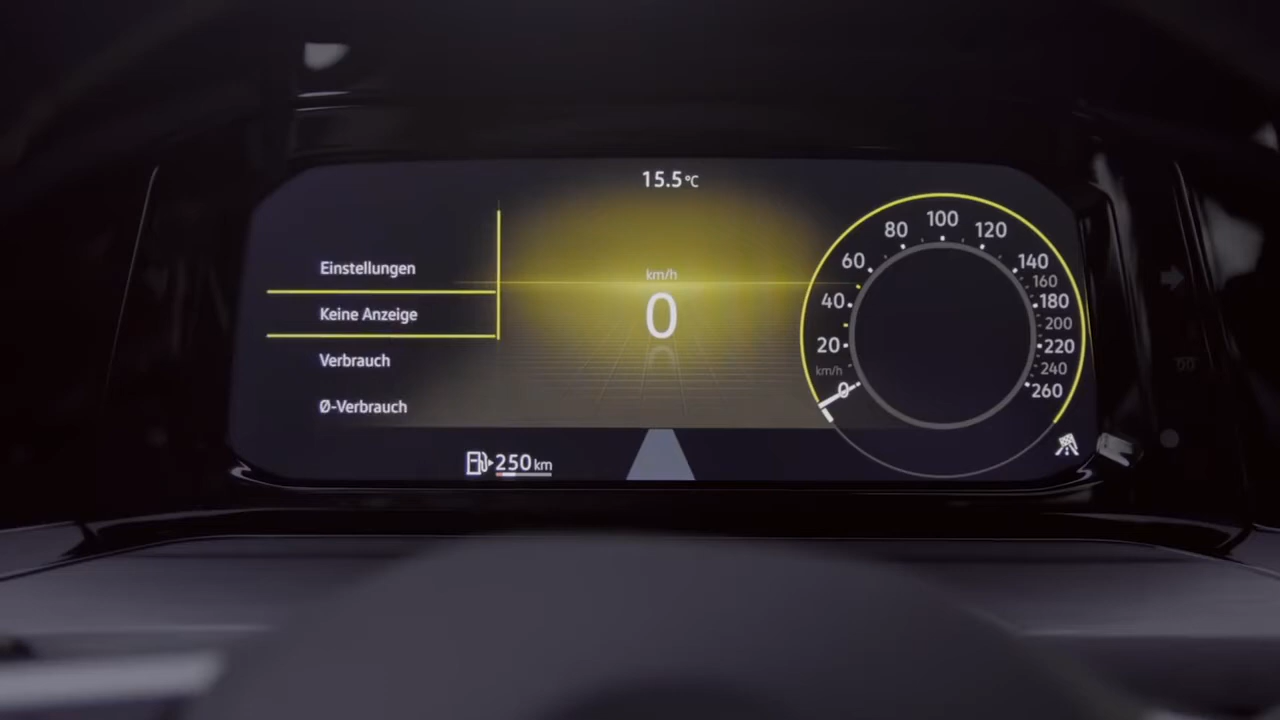 15.5°C
Einstellungen
Keine Anzeige
Verbrauch
Ø-Verbrauch
km/h
0
250 km
km/h
0
20
40
60
80
100
120
140
160
180
200
220
240
260